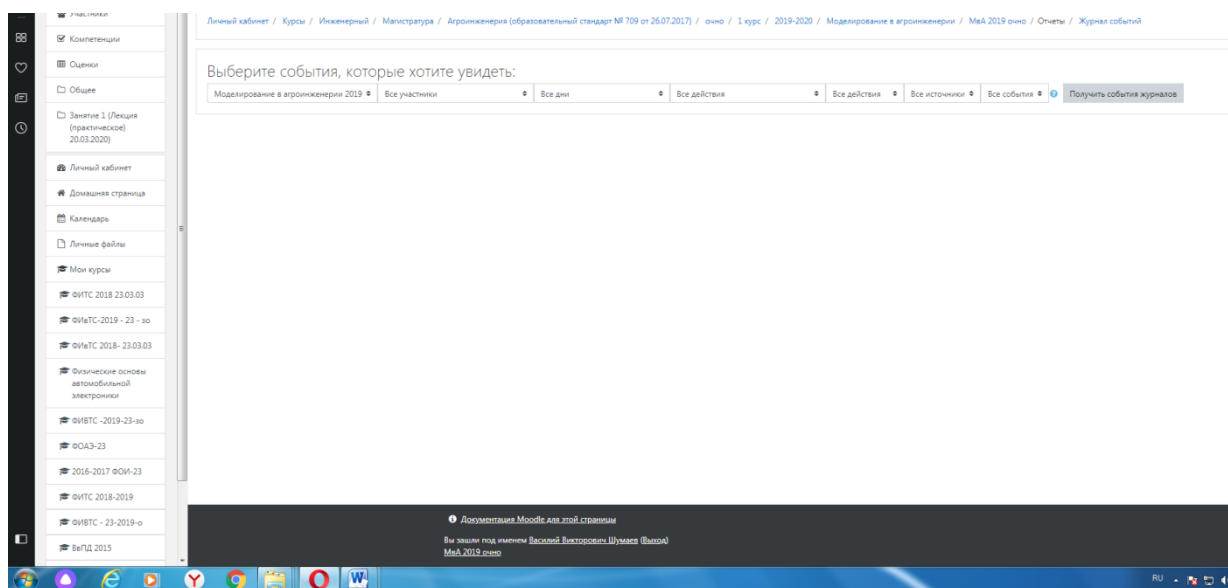 Участники
Компетенции
Оценки
Общее
Занятие 1 (Лекция
(практическое)
20.03.2020)
Личный кабинет
Домашняя страница
Календарь
Личные файлы
Мои курсы
ФИТС 2018 23.03.03
ФИвТС-2019 - 23 - зо
ФИвТС 2018- 23.03.03
Физические основы
автомобильной
электроники
ФИВТС -2019-23-зо
ФОАЭ-23
2016-2017 ФОИ-23
ФИТС 2018-2019
ФИВТС - 23-2019-о
ВвПД 2015
Личный кабинет / Курсы / Инженерный / Магистратура / Агроинженерия (образовательный стандарт № 709 от 26.07.2017) / очно / 1 курс / 2019-2020 / Моделирование в агроинженерии / МвА 2019 очно / Отчеты / Журнал событий
Выберите события, которые хотите увидеть:
Моделирование в агроинженерии 2019 Все участники Все дни Все действия Все действия Все источники Все события Получить события журналов
Документация Moodle для этой страницы
Вы зашли под именем Василий Викторович Шумаев (Выход)
МвА 2019 очно
RU